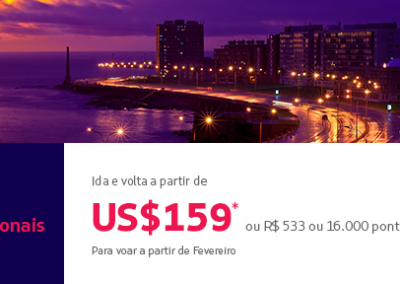 Ida e volta a partir de
onais
US$159* ou R$ 533 ou 16.000 pont
Para voar a partir de Fevereiro